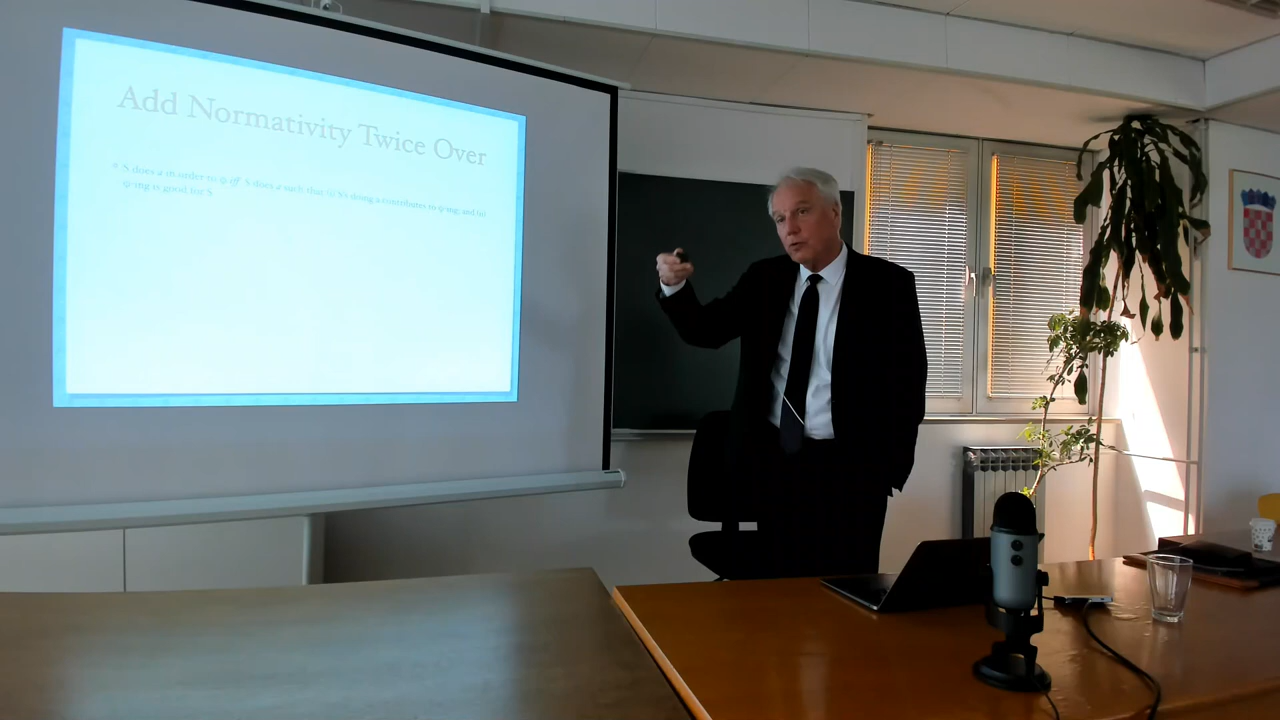 Add Normativity Twice Over
S does a in order to φ iff S does a such that (i) S's doing a contributes to φ-ing; and (ii)
φ-ing is good for S